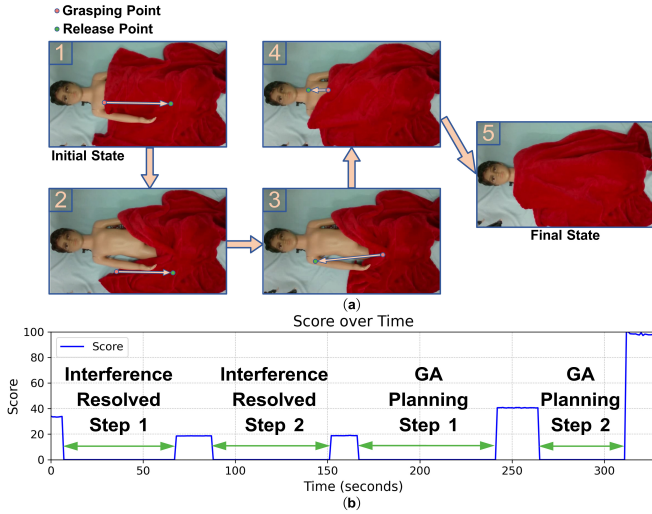 Grasping Point
Release Point
1
4
Initial State
5
2
3
Final State
(a)
Score over Time
100
80
60
40
20
0
Score
Score
Interference
Resolved
Step 1
Interference
Resolved
Step 2
GA
Planning
Step 1
GA
Planning
Step 2
0
50
100
150
200
250
300
Time (seconds)
(b)